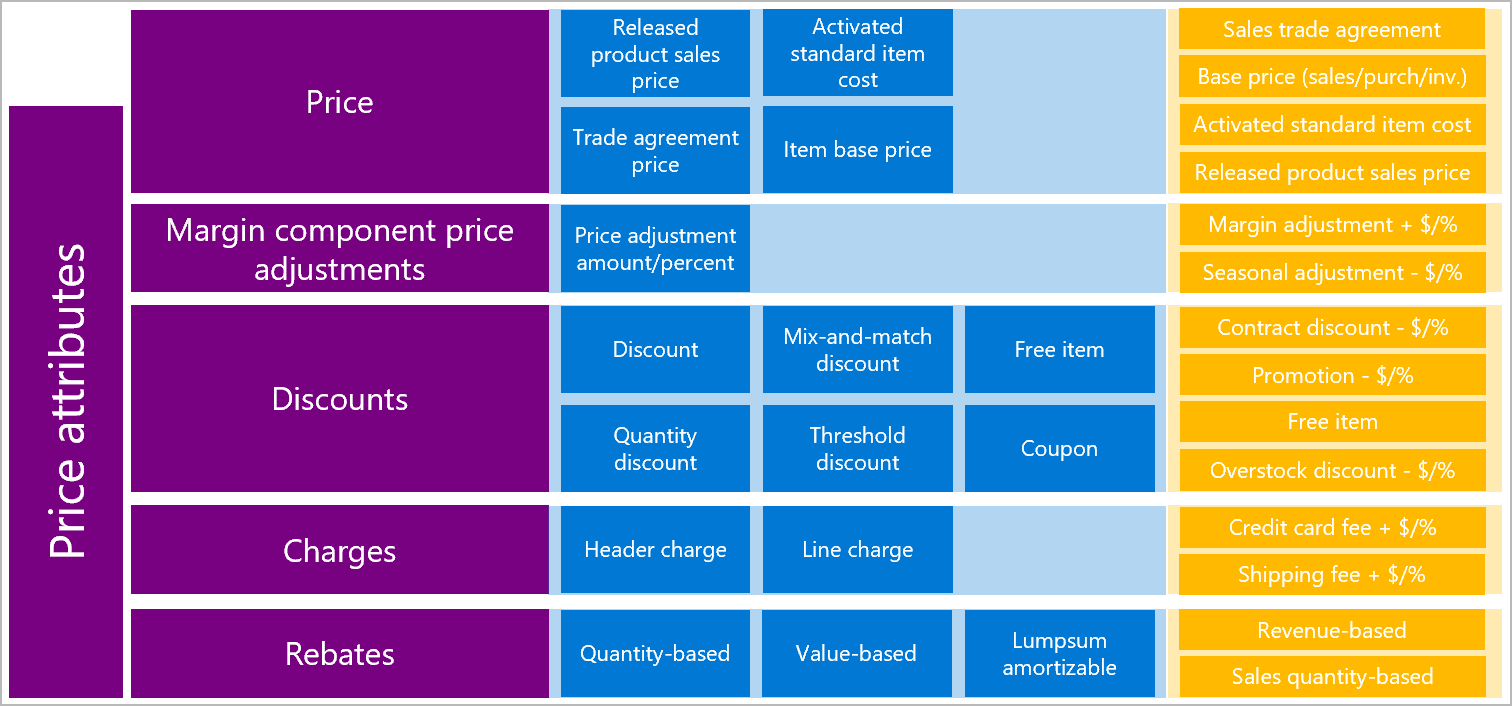 Price attributes
Price
Released
product sales
price
Activated
standard item
cost
Trade agreement
price
Item base price
Sales trade agreement
Base price (sales/purch/inv.)
Activated standard item cost
Released product sales price
Margin component price
adjustments
Price adjustment
amount/percent
Margin adjustment + $/%
Seasonal adjustment - $/%
Discounts
Discount
Mix-and-match
discount
Free item
Quantity
discount
Threshold
discount
Coupon
Contract discount - $/%
Promotion - $/%
Free item
Overstock discount - $/%
Charges
Header charge
Line charge
Credit card fee + $/%
Shipping fee + $/%
Rebates
Quantity-based
Value-based
Lumpsum
amortizable
Revenue-based
Sales quantity-based